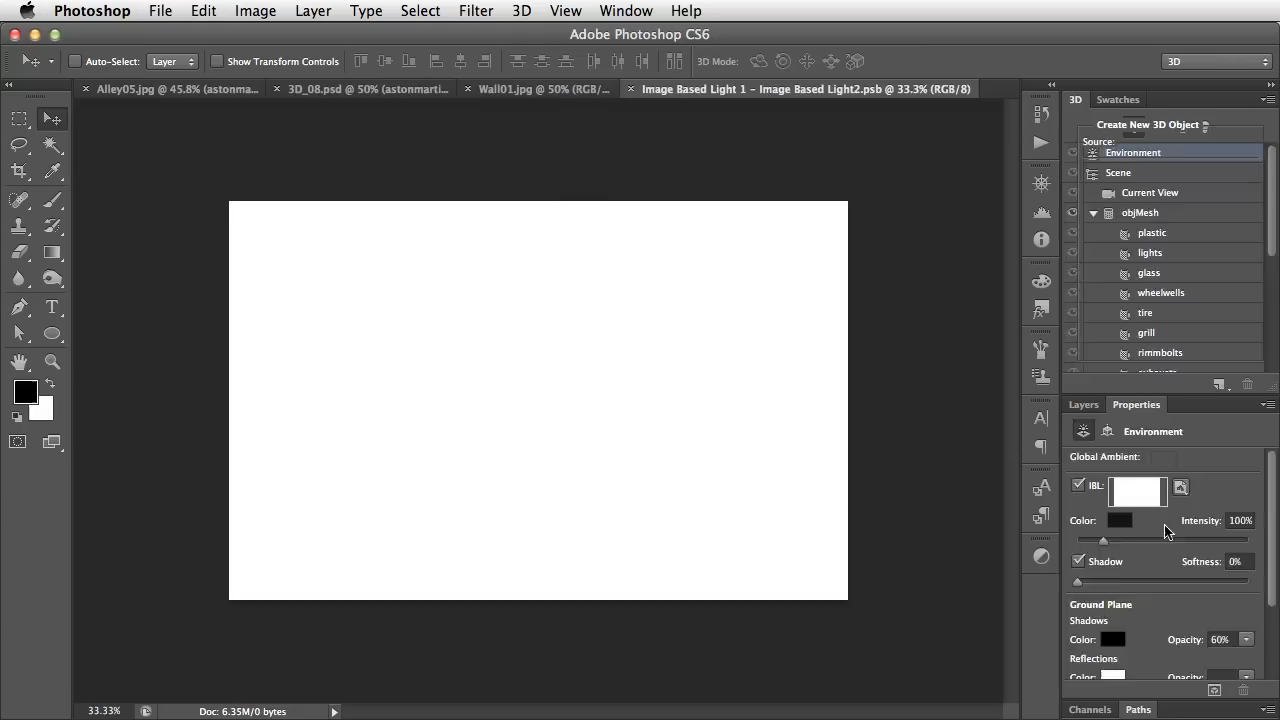 Photoshop File Edit Image Layer Type Select Filter 3D View Window Help
Adobe Photoshop CS6
Auto-Select: Layer Show Transform Controls 3D Mode: 3D
Alley05.jpg @ 45.8% (astonma... 3D_08.psd @ 50% (astonmarti... Wall01.jpg @ 50% (RGB/... Image Based Light 1 – Image Based Light2.psb @ 33.3% (RGB/8)
3D Swatches
Create New 3D Object
Source:
Environment
Scene
Current View
objMesh
plastic
lights
glass
wheelwells
tire
grill
rimmbolts
Layers Properties
Environment
Global Ambient:
IBL:
Color: Intensity: 100%
Shadow Softness: 0%
Ground Plane
Shadows
Color: Opacity: 60%
Reflections
Color: Opacity:
33.33% Doc: 6.35M/0 bytes
Channels Paths